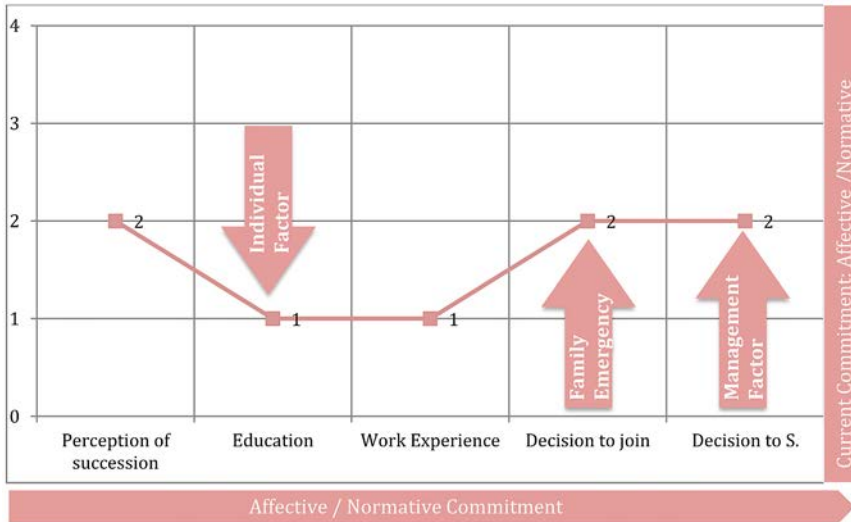 4
3
2
1
0
2
1
1
2
2
Individual
Factor
Family
Emergency
Management
Factor
Perception of
succession
Education
Work Experience
Decision to join
Decision to S.
Affective / Normative Commitment
Current Commitment: Affective /Normative